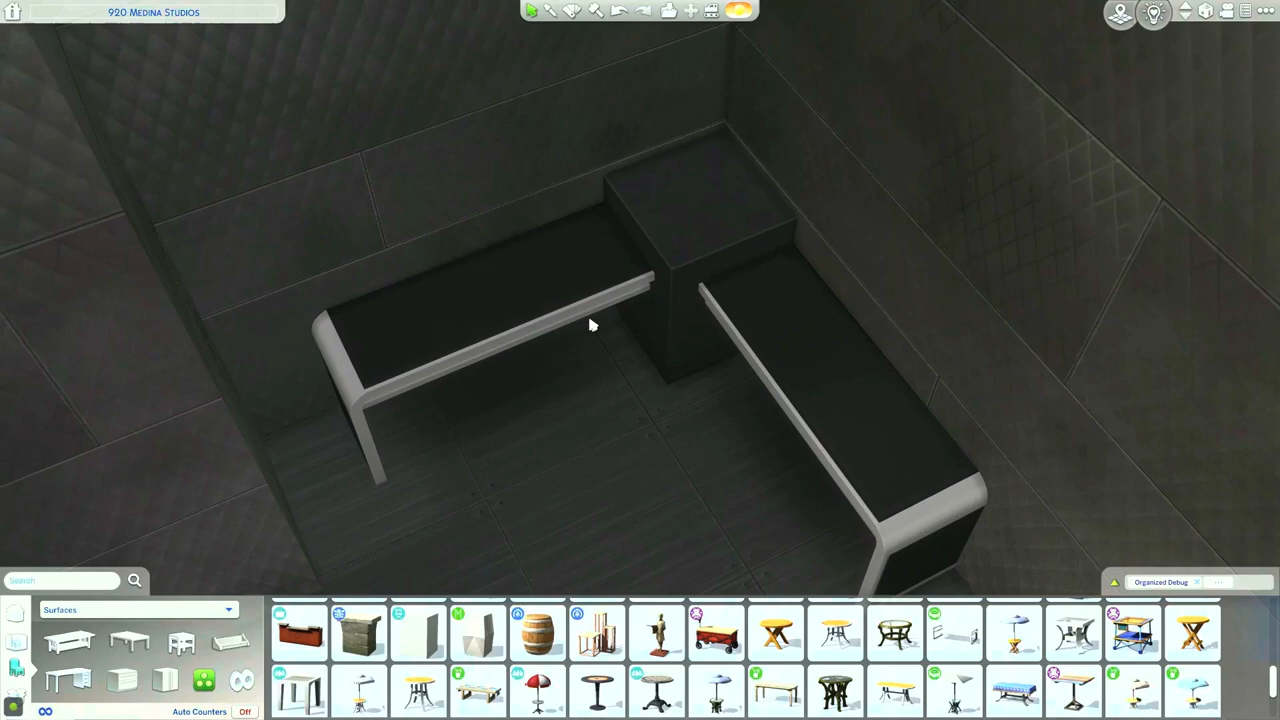 920 Medina Studios
Search
Organized Debug
Surfaces
Auto Counters
Off